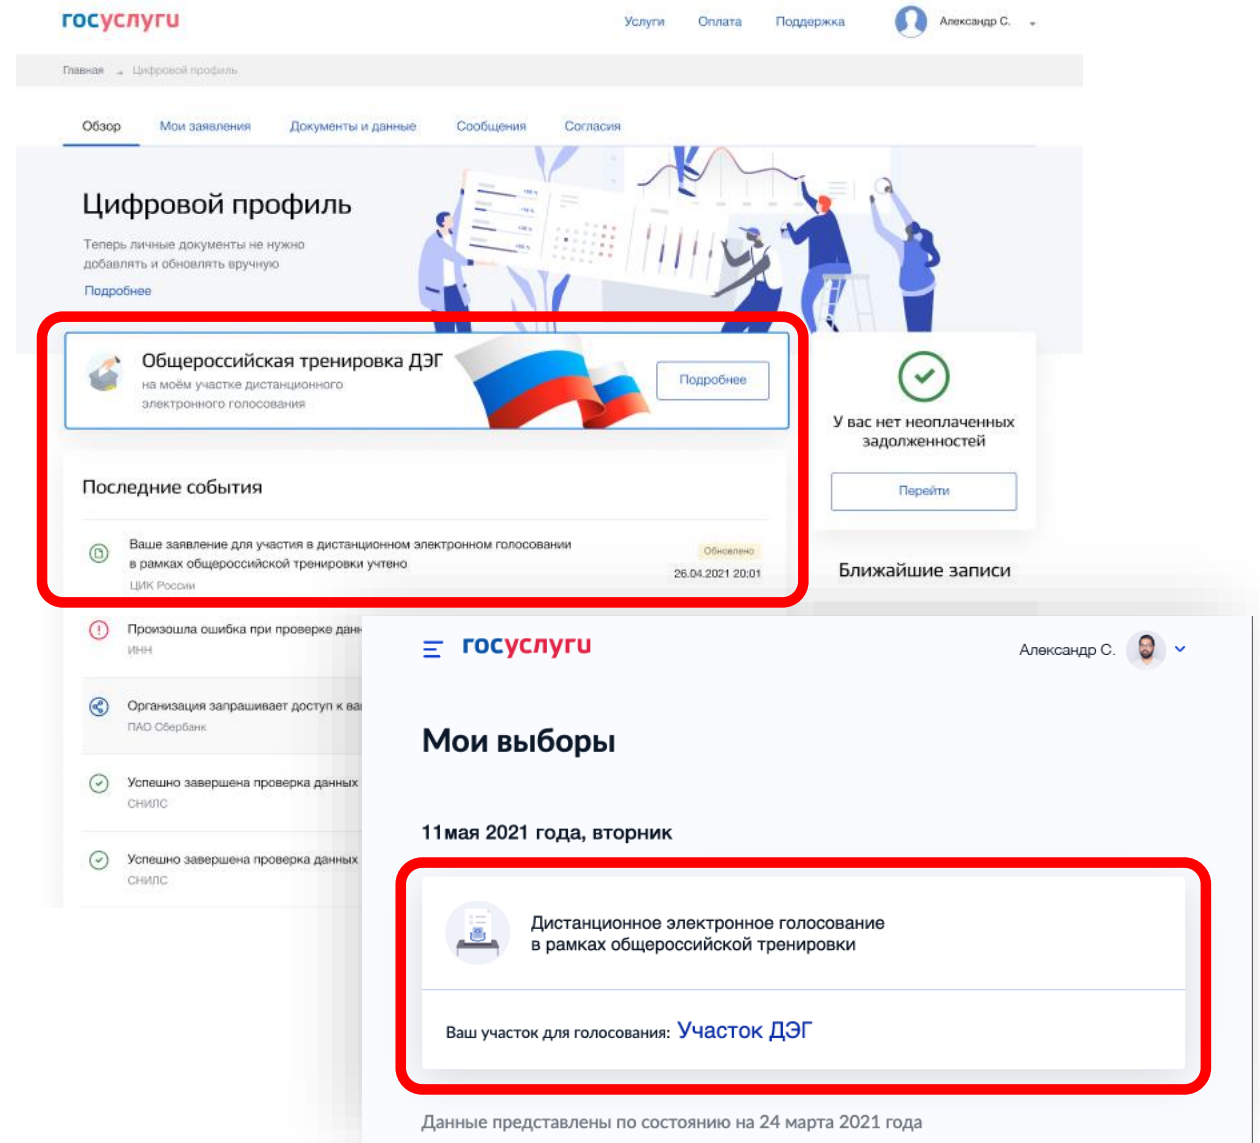 госуслуги
Услуги Оплата Поддержка Александр С.
Главная Цифровой профиль
Обзор Мои заявления Документы и данные Сообщения Согласия
Цифровой профиль
Теперь личные документы не нужно
добавлять и обновлять вручную
Подробнее
Общероссийская тренировка ДЭГ
на моём участке дистанционного
электронного голосования
Подробнее
У вас нет неоплаченных
задолженностей
Перейти
Последние события
Ваше заявление для участия в дистанционном электронном голосовании
в рамках общероссийской тренировки учтено
ЦИК России
Обновлено
26.04.2021 20:01
Ближайшие записи
Произошла ошибка при проверке данн
ИНН
Организация запрашивает доступ к ва
ПАО Сбербанк
Успешно завершена проверка данных
СНИЛС
Успешно завершена проверка данных
СНИЛС
госуслуги
Александр С.
Мои выборы
11мая 2021 года, вторник
Дистанционное электронное голосование
в рамках общероссийской тренировки
Ваш участок для голосования: Участок ДЭГ
Данные представлены по состоянию на 24 марта 2021 года